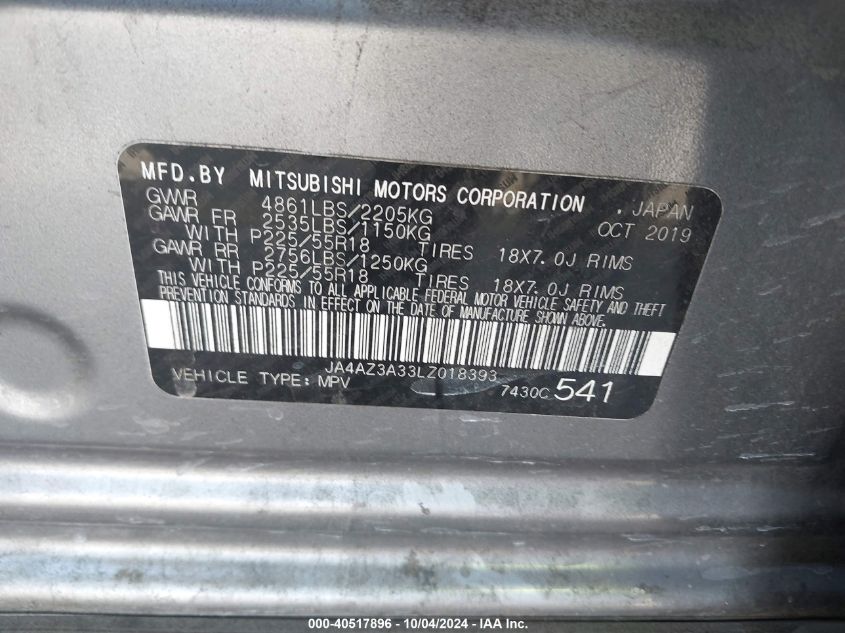 MFD.BY MITSUBISHI MOTORS CORPORATION . JAPAN
GVWR 4861LBS/2205KG OCT 2019
GAWR FR 2535LBS/1150KG
WITH P225/55R18 TIRES 18X7.0J RIMS
GAWR RR 2756LBS/1250KG
WITH P225/55R18 TIRES 18X7.0J RIMS
THIS VEHICLE CONFORMS TO ALL APPLICABLE FEDERAL MOTOR VEHICLE SAFETY AND THEFT
PREVENTION STANDARDS IN EFFECT ON THE DATE OF MANUFACTURE SHOWN ABOVE.
JA4AZ3A33LZ018393
VEHICLE TYPE: MPV 7430C 541
000-40517896 - 10/04/2024 - IAA Inc.